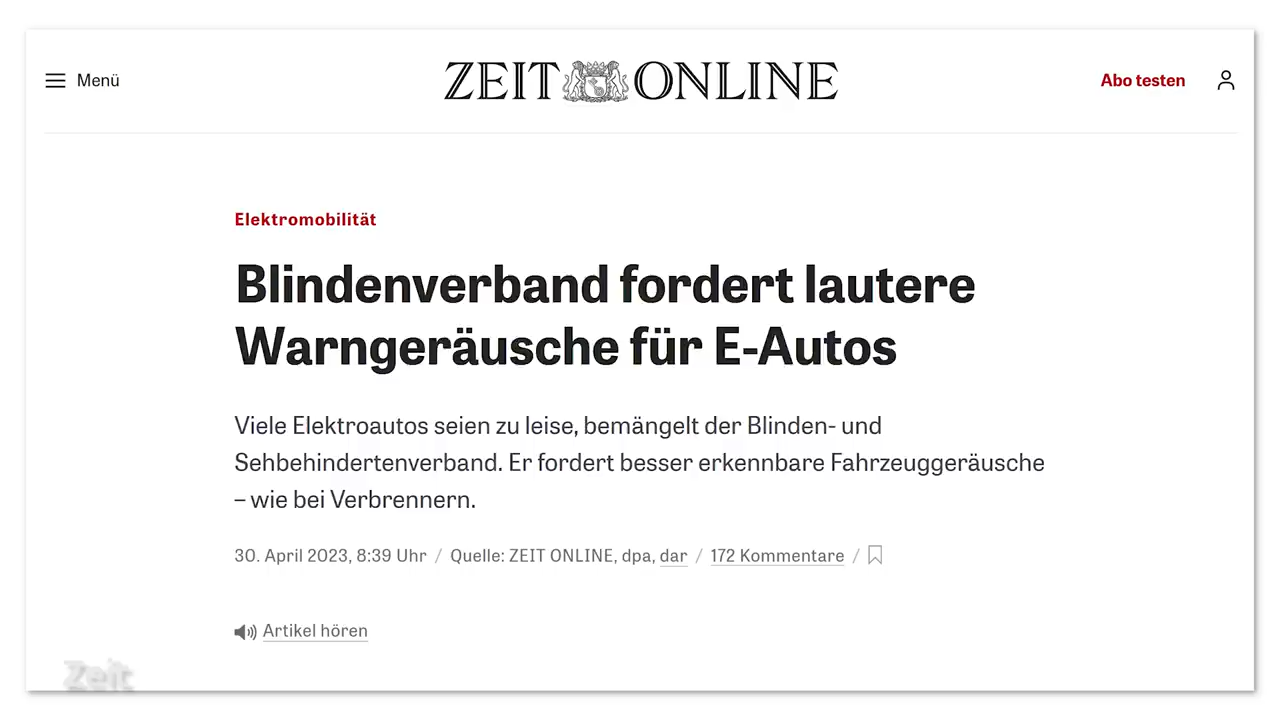 Menü
ZEIT ONLINE
Abo testen
Elektromobilität
Blindenverband fordert lautere
Warngeräusche für E-Autos
Viele Elektroautos seien zu leise, bemängelt der Blinden- und
Sehbehindertenverband. Er fordert besser erkennbare Fahrzeuggeräusche
– wie bei Verbrennern.
30. April 2023, 8:39 Uhr / Quelle: ZEIT ONLINE, dpa, dar / 172 Kommentare /
Artikel hören
Zeit